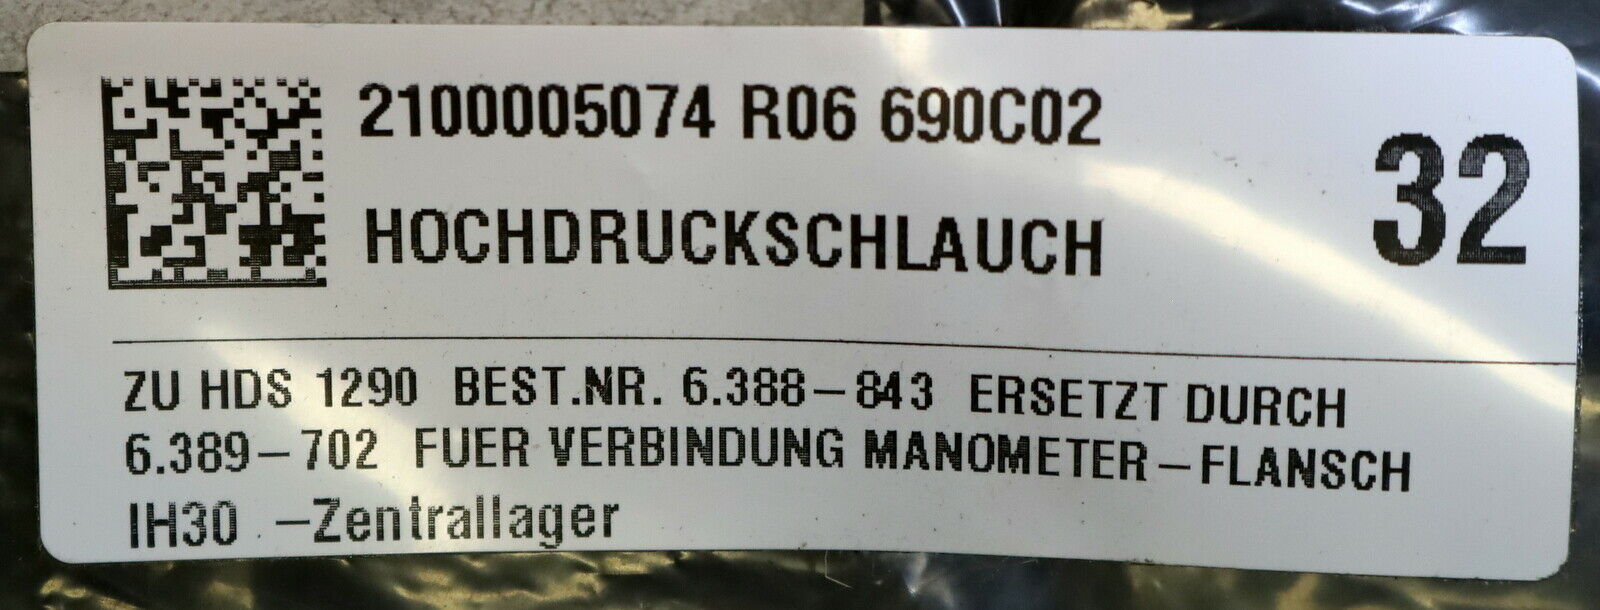 2100005074 R06 690C02
32
HOCHDRUCKSCHLAUCH
ZU HDS 1290 BEST.NR. 6.388-843 ERSETZT DURCH
6.389-702 FUER VERBINDUNG MANOMETER-FLANSCH
IH30 -Zentrallager